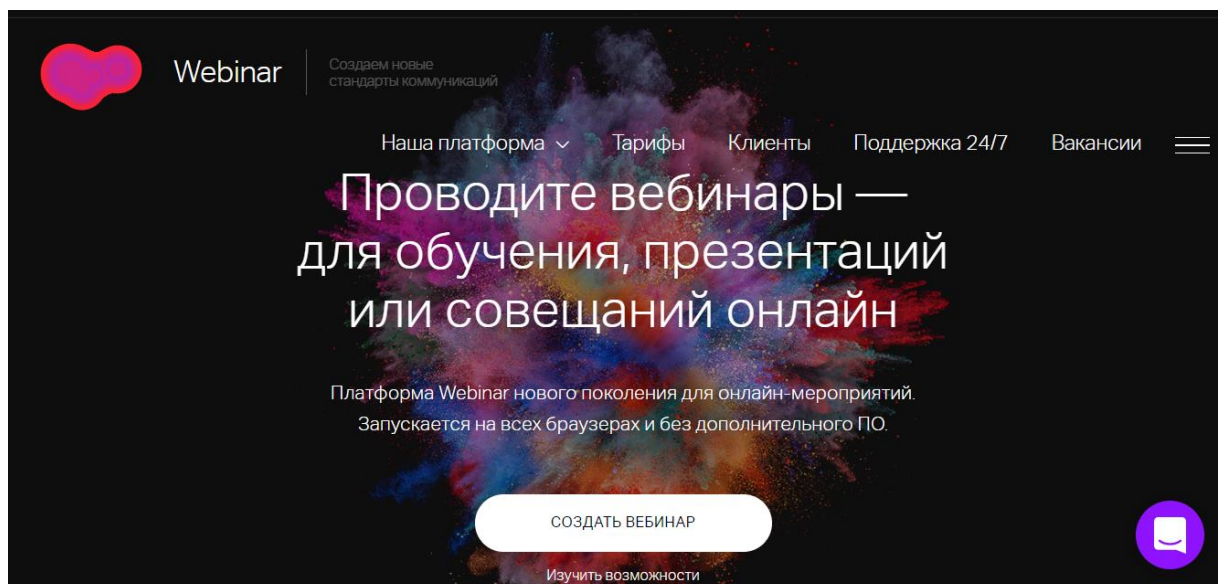 Webinar
Создаем новые
стандарты коммуникаций
Наша платформа Тарифы Клиенты Поддержка 24/7 Вакансии
Проводите вебинары —
для обучения, презентаций
или совещаний онлайн
Платформа Webinar нового поколения для онлайн-мероприятий.
Запускается на всех браузерах и без дополнительного ПО.
СОЗДАТЬ ВЕБИНАР
Изучить возможности